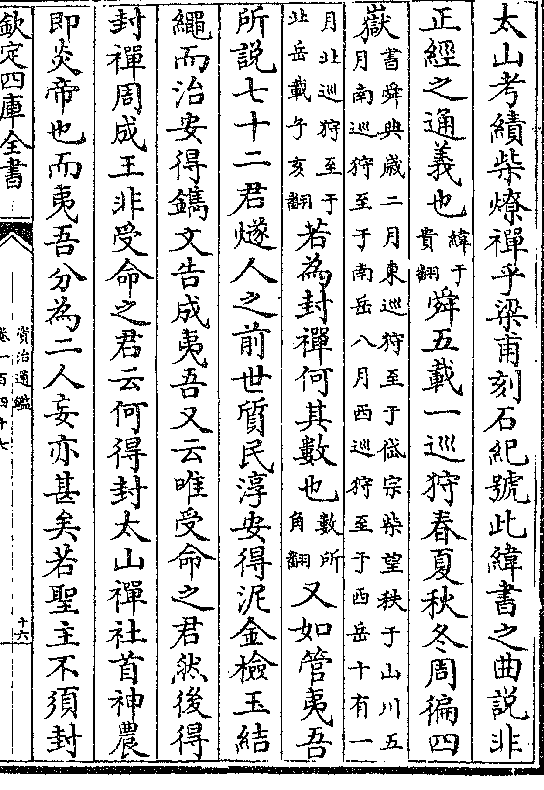 太山考績柴燎禪乎梁甫刻石紀號此緯書之曲說非
正經之通義也緯于貴翻舜五載一巡狩春夏秋冬周徧四
嶽書舜典歲二月東巡狩至于岱宗柴望秩于山川五月南巡狩至于南岳八月西巡狩至于西岳十有一
月北巡狩至于北岳載子亥翻若為封禪何其數也數所角翻又如管夷吾
所說七十二君燧人之前世質民淳安得泥金檢玉結
繩而治安得鐫文告成夷吾又云唯受命之君然後得
封禪周成王非受命之君云何得封太山禪社首神農
即炎帝也而夷吾分為二人妄亦甚矣若聖主不須封
欽定四庫全書
資治通鑑
卷一百四十七
十六